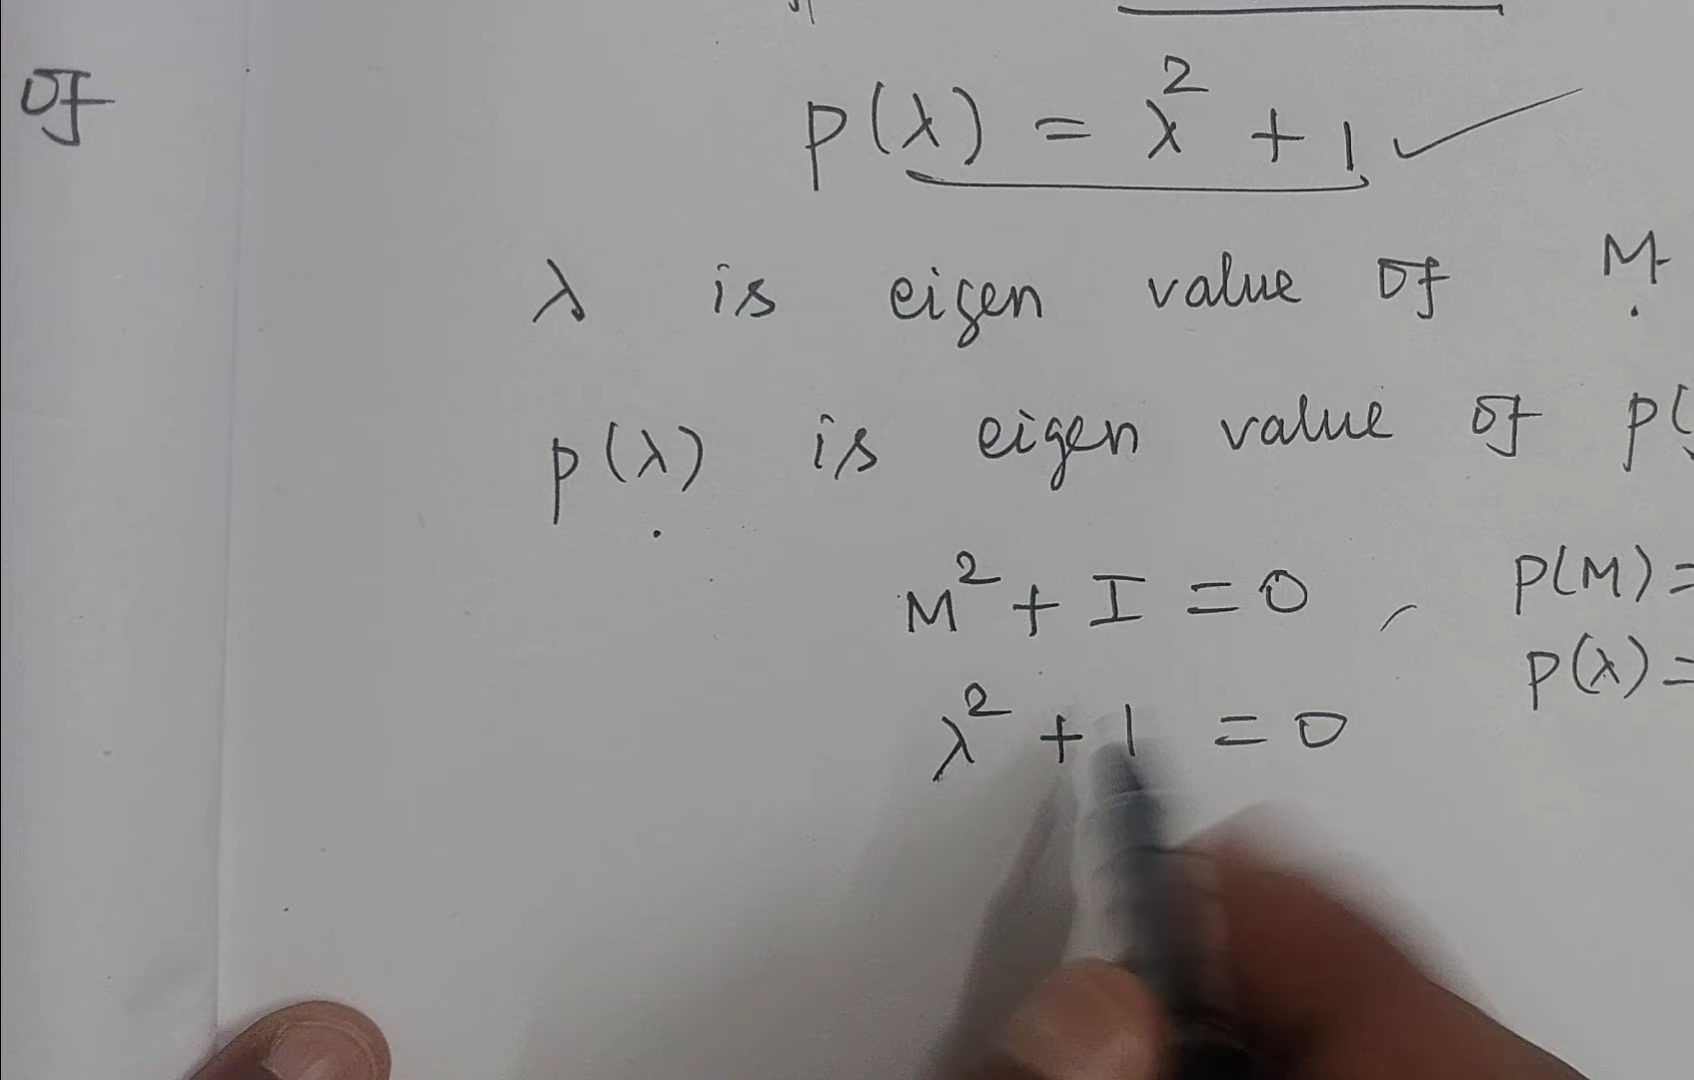 of
p(λ) = λ² + 1 ✓
λ is eigen value of M
p(λ) is eigen value of p(
M² + I = 0 , p(M) =
λ² + 1 = 0 p(λ) =